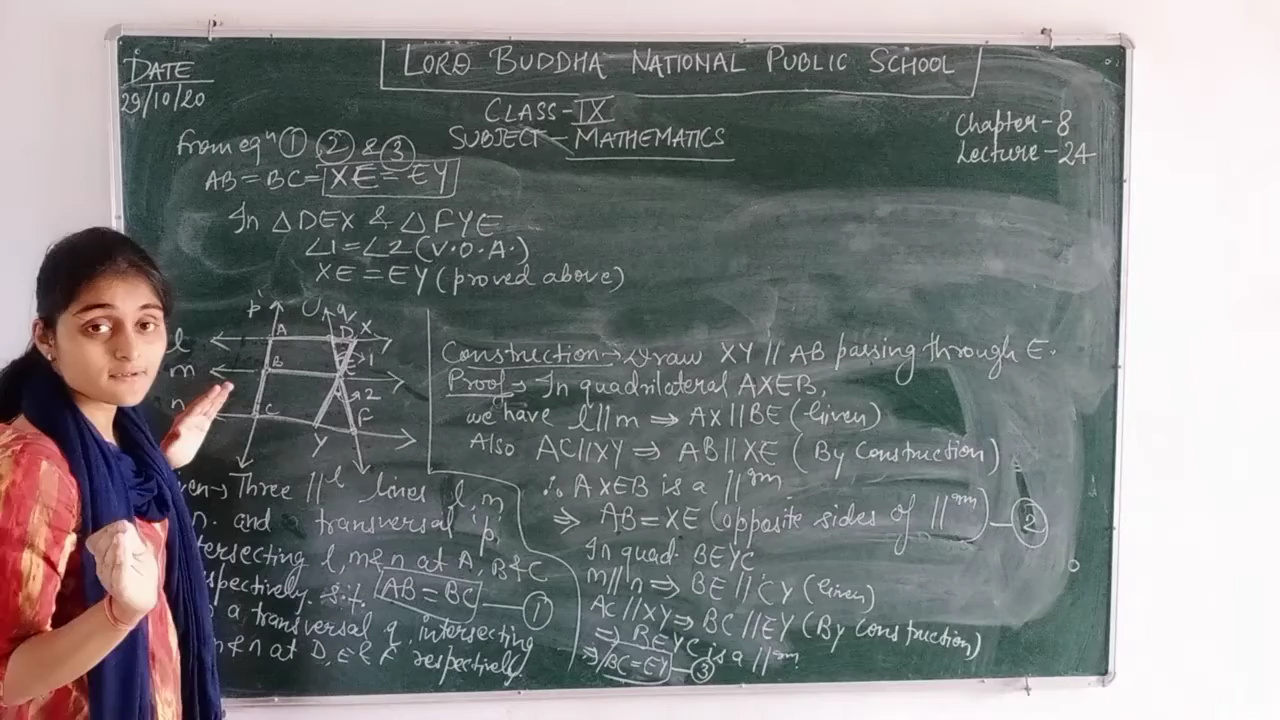 DATE
29/10/20
LORD BUDDHA NATIONAL PUBLIC SCHOOL
CLASS-IX
SUBJECT - MATHEMATICS
Chapter-8
Lecture-24
from eqⁿ ① ② & ③
AB = BC = XE = EY
In △DEX & △FYE
∠1 = ∠2 (V.O.A.)
XE = EY (proved above)
p q
A D X
l
B E 1
m
2
n C Y F
Three ||ˡ lines l, m,
n. and a transversal 'p'
intersecting l, m & n at A, B & C
respectively. s.t. AB = BC — ①
a transversal q, intersecting
& n at D, E & F respectively.
Construction → Draw XY || AB passing through E.
Proof → In quadrilateral AXEB,
we have l||m ⇒ AX||BE (Given)
Also AC||XY ⇒ AB||XE (By Construction)
∴ AXEB is a ||ᵍᵐ
⇒ AB = XE (opposite sides of ||ᵍᵐ) — ②
In quad. BEYC
m||n ⇒ BE || CY (Given)
AC||XY ⇒ BC || EY (By Construction)
⇒ BEYC is a ||ᵍᵐ
⇒ BC = EY — ③